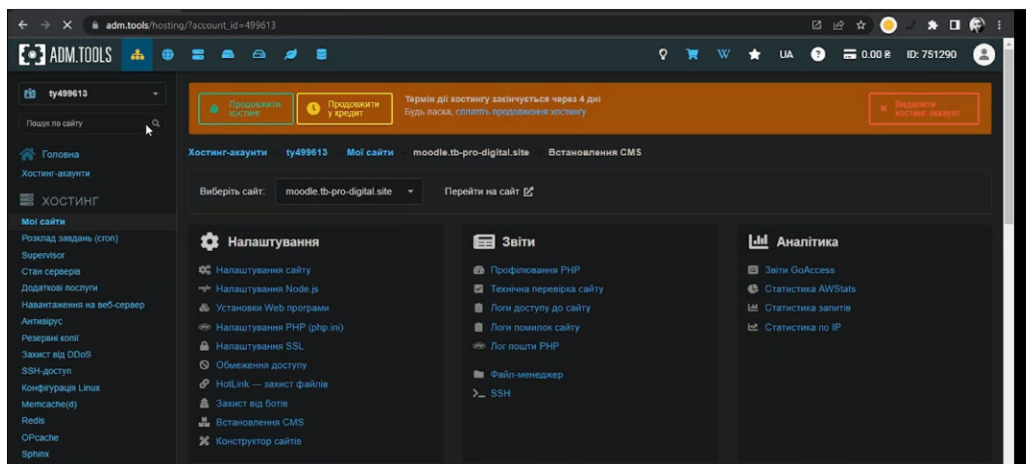 adm.tools/hosting/?account_id=499613
ADM.TOOLS
W
UA
?
0.00 ₴
ID: 751290
ty499613
Пошук по сайту
Головна
Хостинг-акаунти
ХОСТИНГ
Мої сайти
Розклад завдань (cron)
Supervisor
Стан серверів
Додаткові послуги
Навантаження на веб-сервер
Антивірус
Резервні копії
Захист від DDoS
SSH-доступ
Конфігурація Linux
Memcache(d)
Redis
OPcache
Sphinx
Продовжити
хостинг
Продовжити
у кредит
Термін дії хостингу закінчується через 4 дні
Будь ласка, сплатіть продовження хостингу
Видалити
хостинг-аккаунт
Хостинг-акаунти ty499613 Мої сайти moodle.tb-pro-digital.site Встановлення CMS
Виберіть сайт: moodle.tb-pro-digital.site Перейти на сайт
Налаштування
Налаштування сайту
Налаштування Node.js
Установки Web програми
Налаштування PHP (php.ini)
Налаштування SSL
Обмеження доступу
HotLink — захист файлів
Захист від ботів
Встановлення CMS
Конструктор сайтів
Звіти
Профілювання PHP
Технічна перевірка сайту
Логи доступу до сайту
Логи помилок сайту
Лог пошти PHP
Файл-менеджер
SSH
Аналітика
Звіти GoAccess
Статистика AWStats
Статистика запитів
Статистика по IP